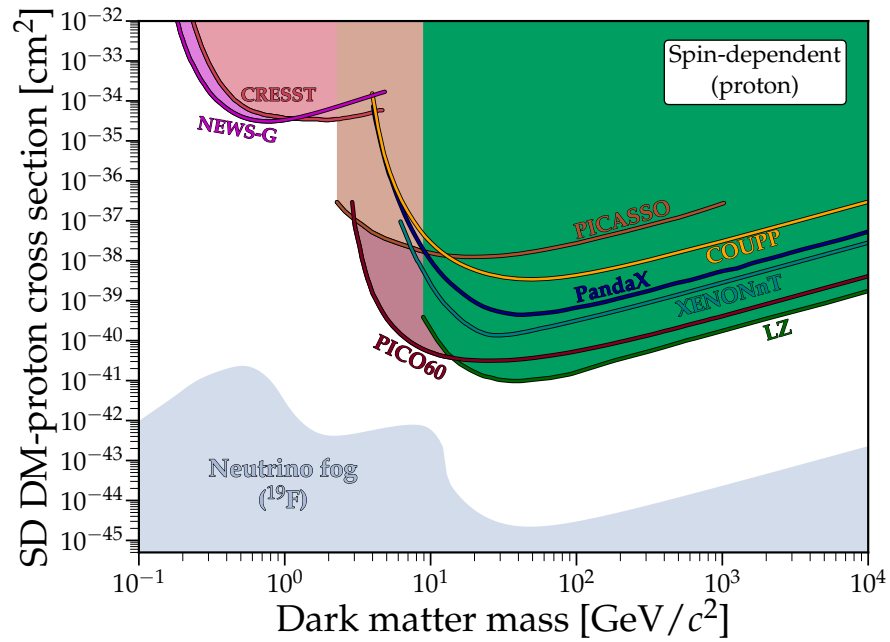 SD DM-proton cross section [cm²]
10⁻³²
10⁻³³
10⁻³⁴
10⁻³⁵
10⁻³⁶
10⁻³⁷
10⁻³⁸
10⁻³⁹
10⁻⁴⁰
10⁻⁴¹
10⁻⁴²
10⁻⁴³
10⁻⁴⁴
10⁻⁴⁵
Spin-dependent
(proton)
CRESST
NEWS-G
PICASSO
COUPP
PandaX
XENONnT
LZ
PICO60
Neutrino fog
(¹⁹F)
10⁻¹ 10⁰ 10¹ 10² 10³ 10⁴
Dark matter mass [GeV/c²]